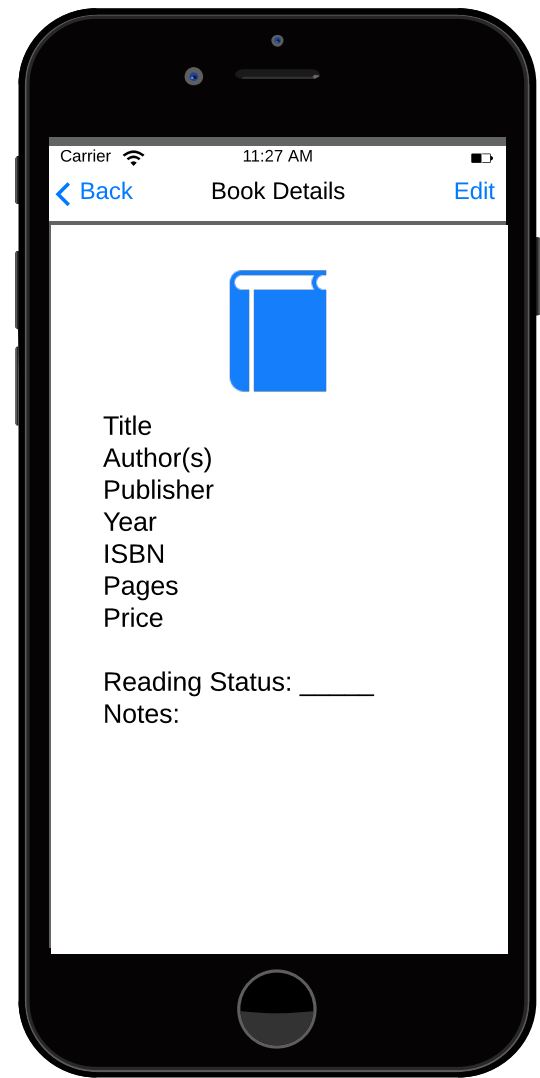 Carrier 11:27 AM
Back Book Details Edit
Title
Author(s)
Publisher
Year
ISBN
Pages
Price
Reading Status: _____
Notes: